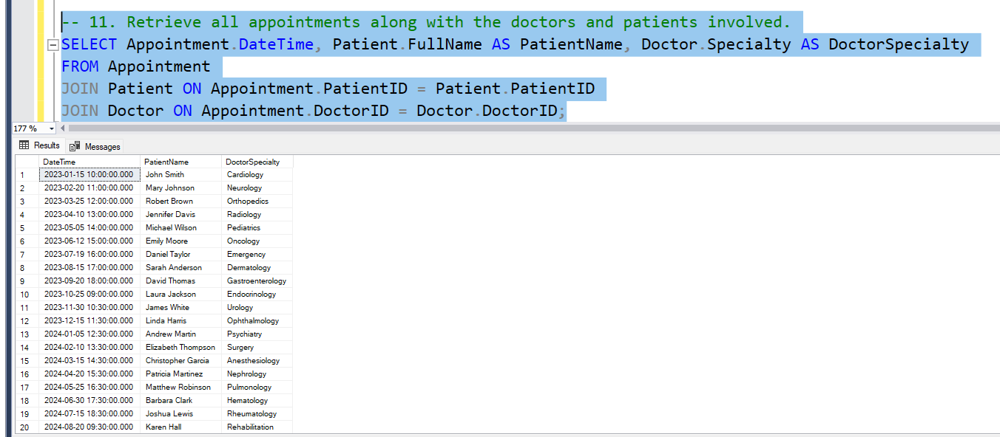 -- 11. Retrieve all appointments along with the doctors and patients involved.
SELECT Appointment.DateTime, Patient.FullName AS PatientName, Doctor.Specialty AS DoctorSpecialty
FROM Appointment
JOIN Patient ON Appointment.PatientID = Patient.PatientID
JOIN Doctor ON Appointment.DoctorID = Doctor.DoctorID;
177 %
Results Messages
DateTime PatientName DoctorSpecialty
1 2023-01-15 10:00:00.000 John Smith Cardiology
2 2023-02-20 11:00:00.000 Mary Johnson Neurology
3 2023-03-25 12:00:00.000 Robert Brown Orthopedics
4 2023-04-10 13:00:00.000 Jennifer Davis Radiology
5 2023-05-05 14:00:00.000 Michael Wilson Pediatrics
6 2023-06-12 15:00:00.000 Emily Moore Oncology
7 2023-07-19 16:00:00.000 Daniel Taylor Emergency
8 2023-08-15 17:00:00.000 Sarah Anderson Dermatology
9 2023-09-20 18:00:00.000 David Thomas Gastroenterology
10 2023-10-25 09:00:00.000 Laura Jackson Endocrinology
11 2023-11-30 10:30:00.000 James White Urology
12 2023-12-15 11:30:00.000 Linda Harris Ophthalmology
13 2024-01-05 12:30:00.000 Andrew Martin Psychiatry
14 2024-02-10 13:30:00.000 Elizabeth Thompson Surgery
15 2024-03-15 14:30:00.000 Christopher Garcia Anesthesiology
16 2024-04-20 15:30:00.000 Patricia Martinez Nephrology
17 2024-05-25 16:30:00.000 Matthew Robinson Pulmonology
18 2024-06-30 17:30:00.000 Barbara Clark Hematology
19 2024-07-15 18:30:00.000 Joshua Lewis Rheumatology
20 2024-08-20 09:30:00.000 Karen Hall Rehabilitation